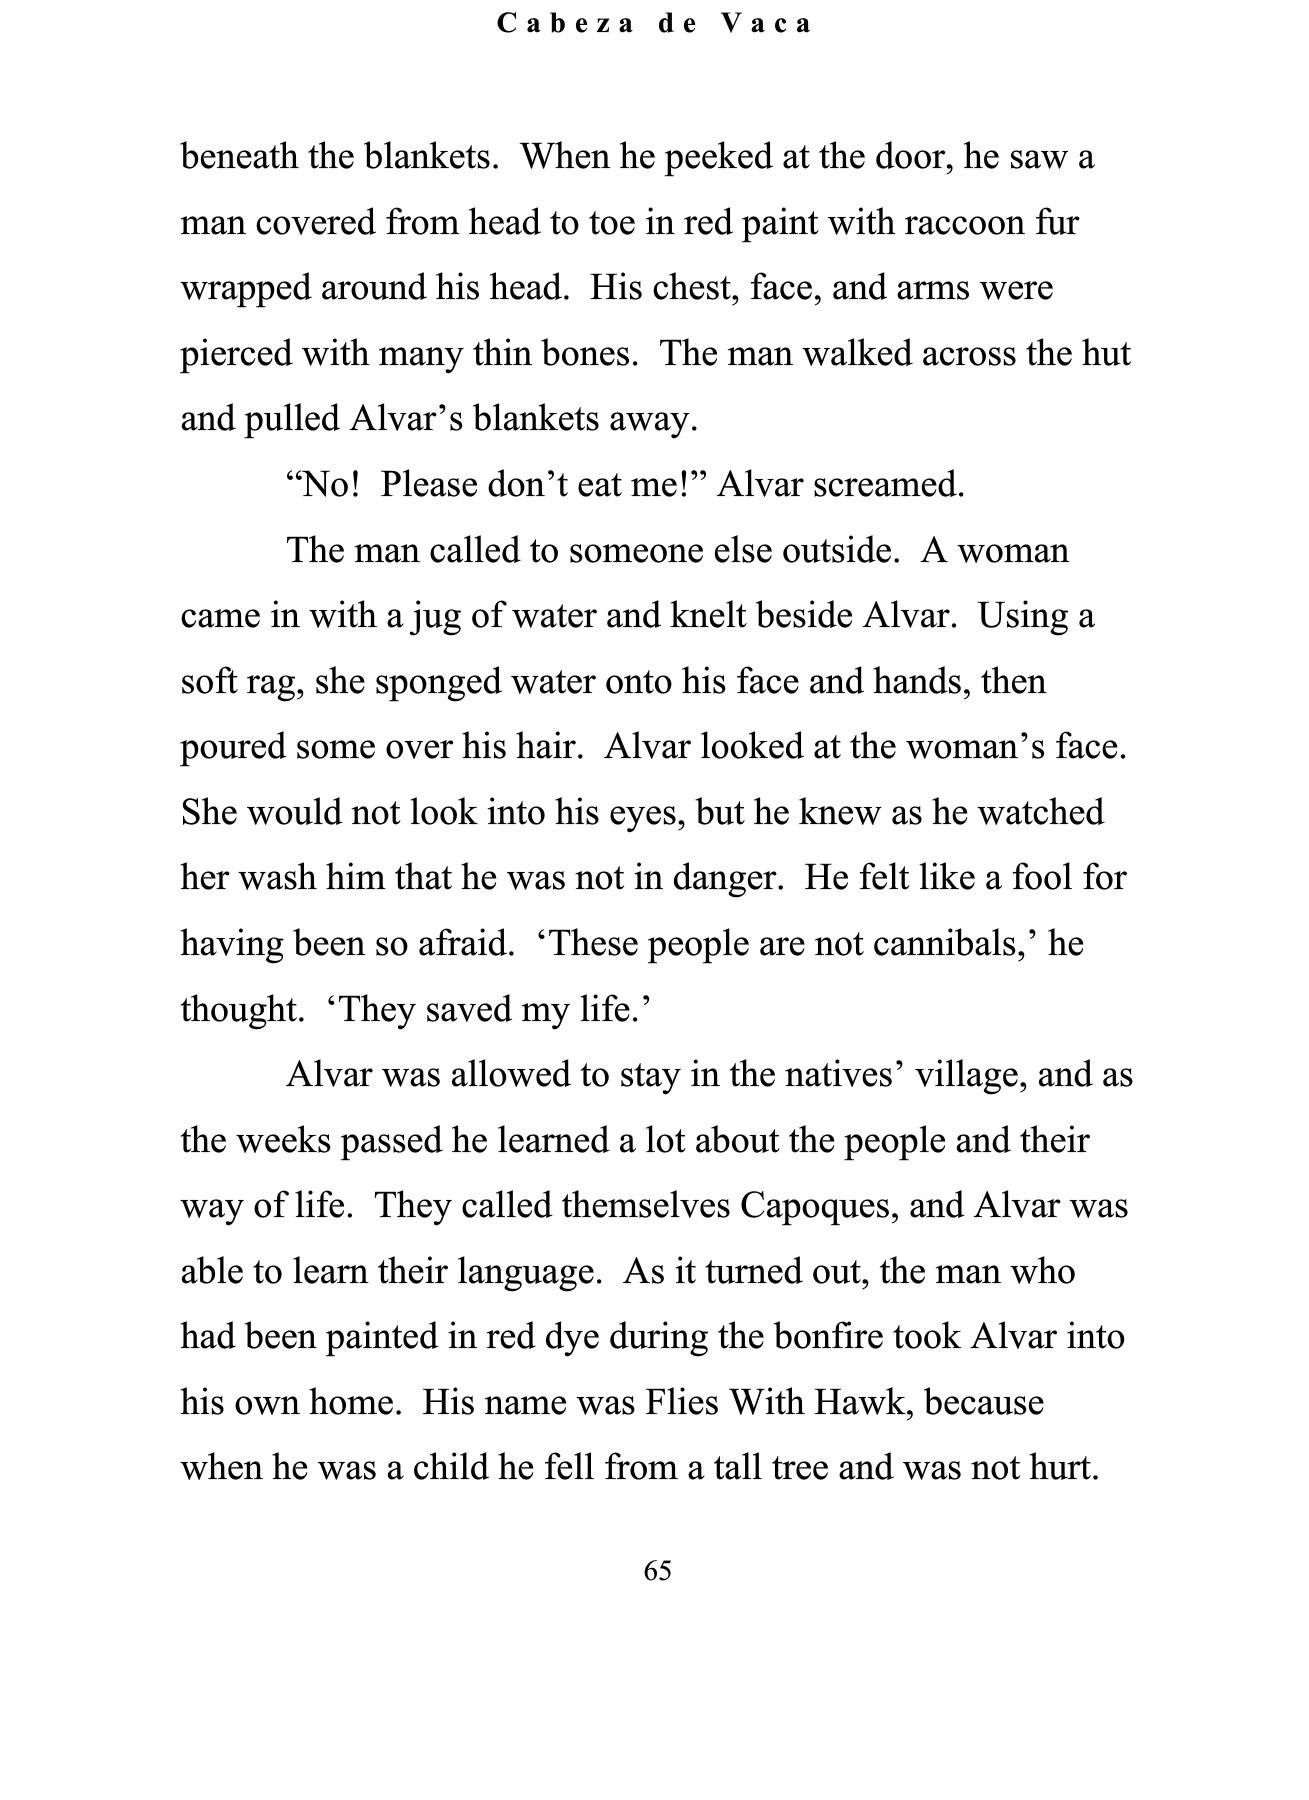 Cabeza de Vaca
beneath the blankets.  When he peeked at the door, he saw a
man covered from head to toe in red paint with raccoon fur
wrapped around his head.  His chest, face, and arms were
pierced with many thin bones.  The man walked across the hut
and pulled Alvar’s blankets away.
“No!  Please don’t eat me!” Alvar screamed.
The man called to someone else outside.  A woman
came in with a jug of water and knelt beside Alvar.  Using a
soft rag, she sponged water onto his face and hands, then
poured some over his hair.  Alvar looked at the woman’s face.
She would not look into his eyes, but he knew as he watched
her wash him that he was not in danger.  He felt like a fool for
having been so afraid.  ‘These people are not cannibals,’ he
thought.  ‘They saved my life.’
Alvar was allowed to stay in the natives’ village, and as
the weeks passed he learned a lot about the people and their
way of life.  They called themselves Capoques, and Alvar was
able to learn their language.  As it turned out, the man who
had been painted in red dye during the bonfire took Alvar into
his own home.  His name was Flies With Hawk, because
when he was a child he fell from a tall tree and was not hurt.
65